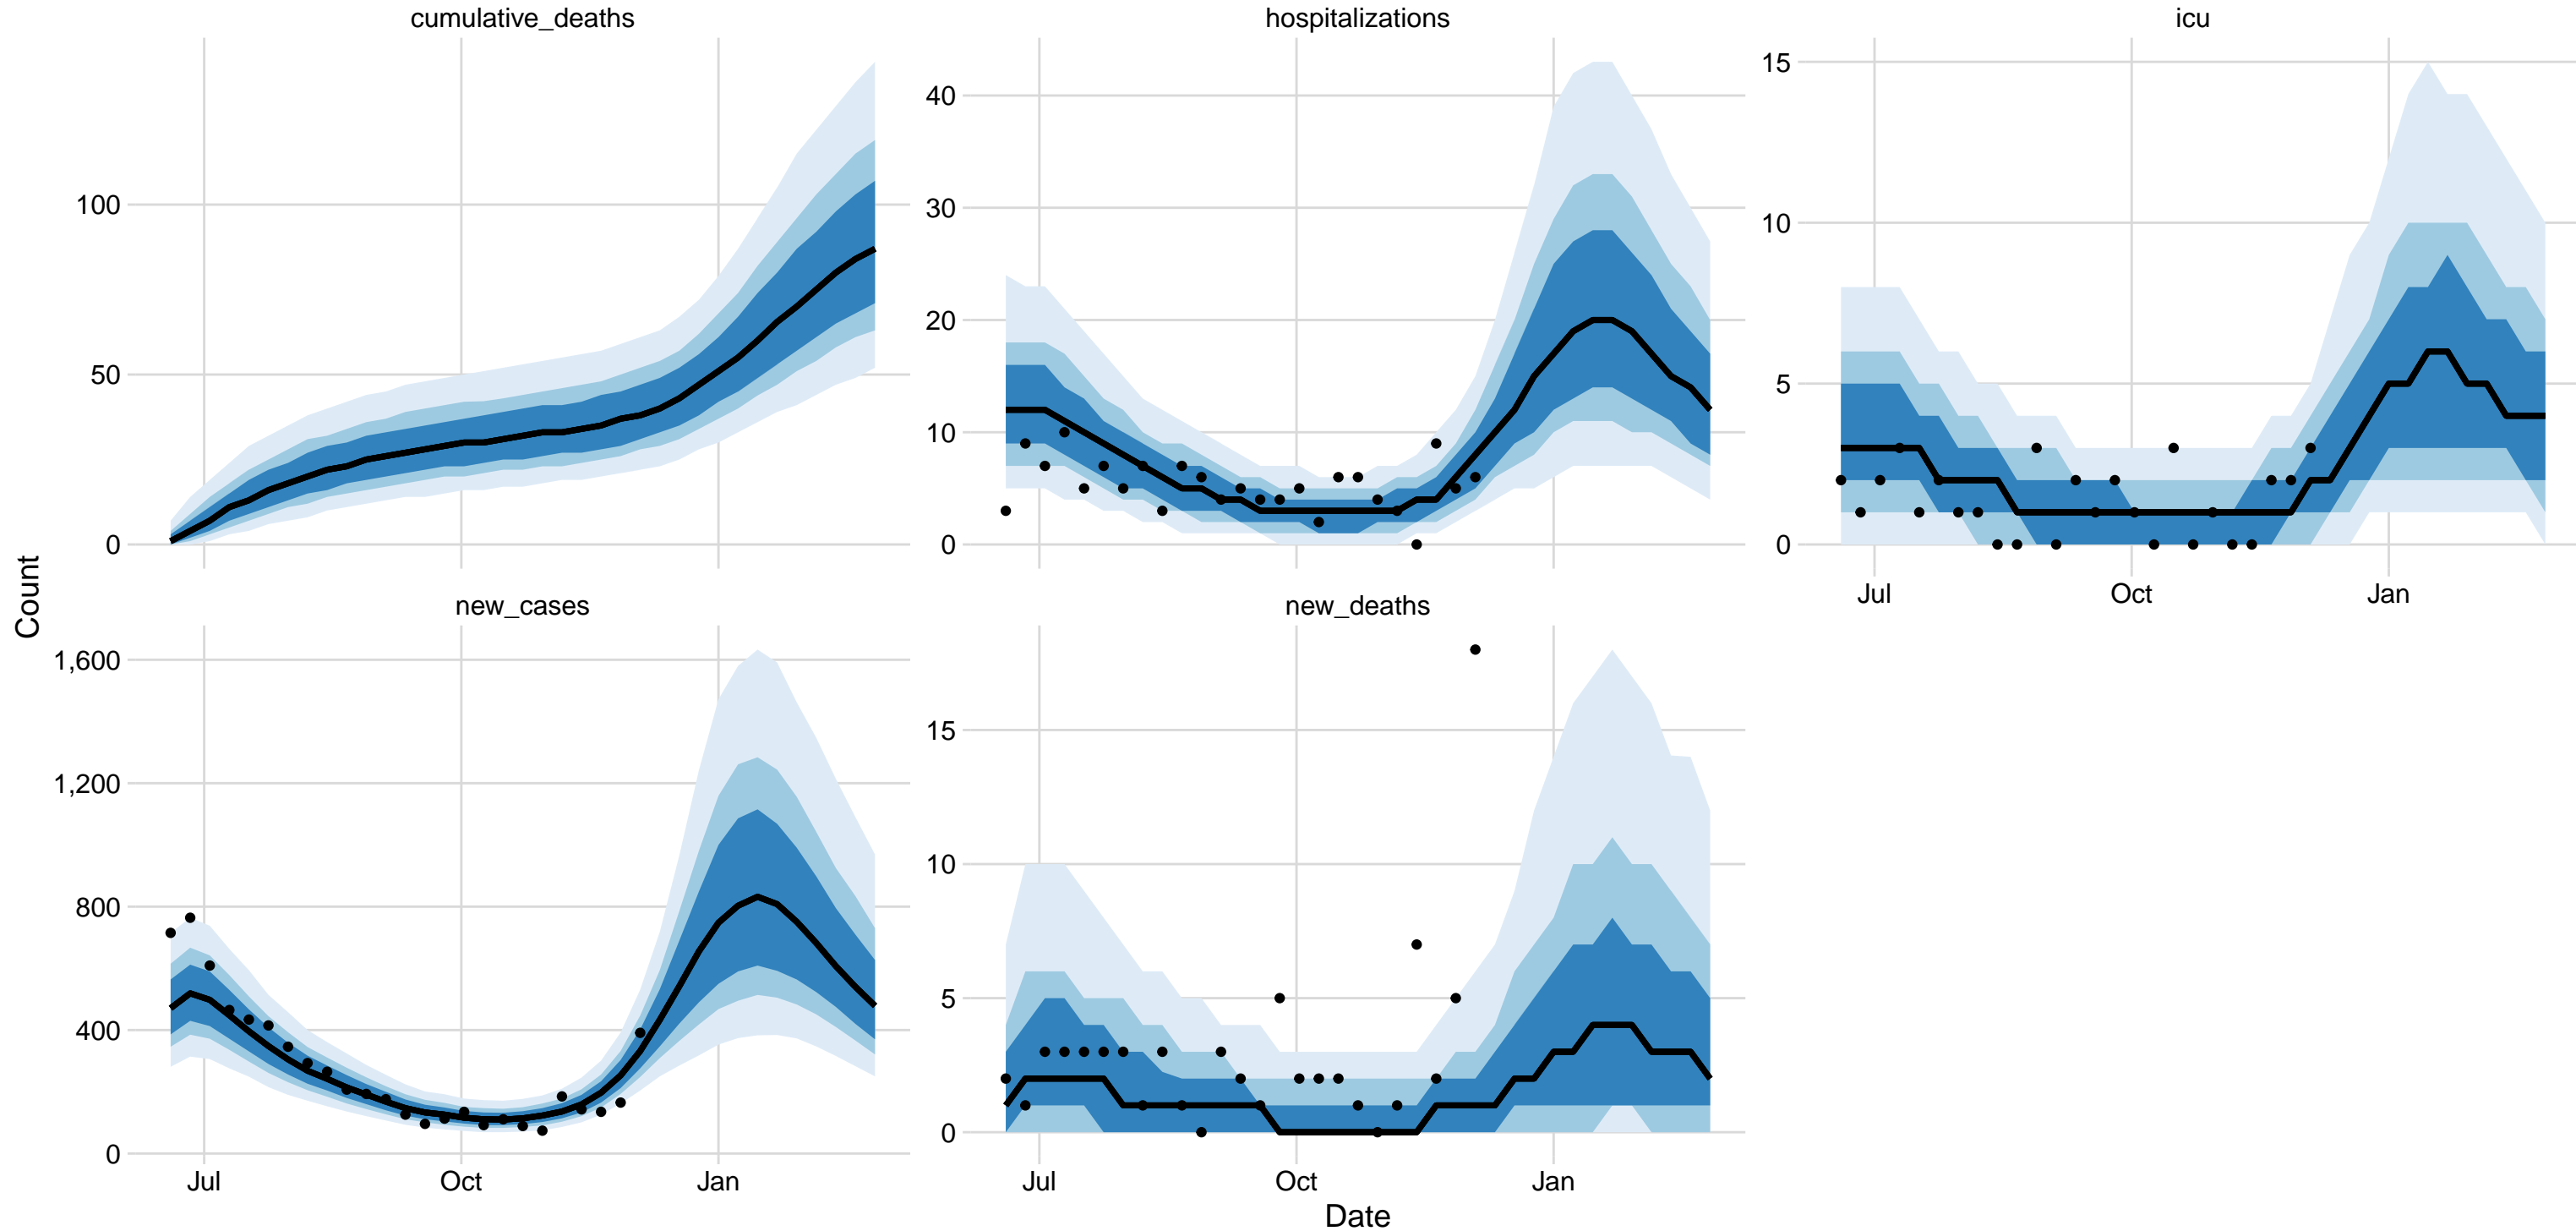 cumulative_deaths
hospitalizations
icu
100
50
0
40
30
20
10
0
15
10
5
0
Jul Oct Jan
Count
new_cases
new_deaths
1,600
1,200
800
400
0
15
10
5
0
Jul Oct Jan
Jul Oct Jan
Date